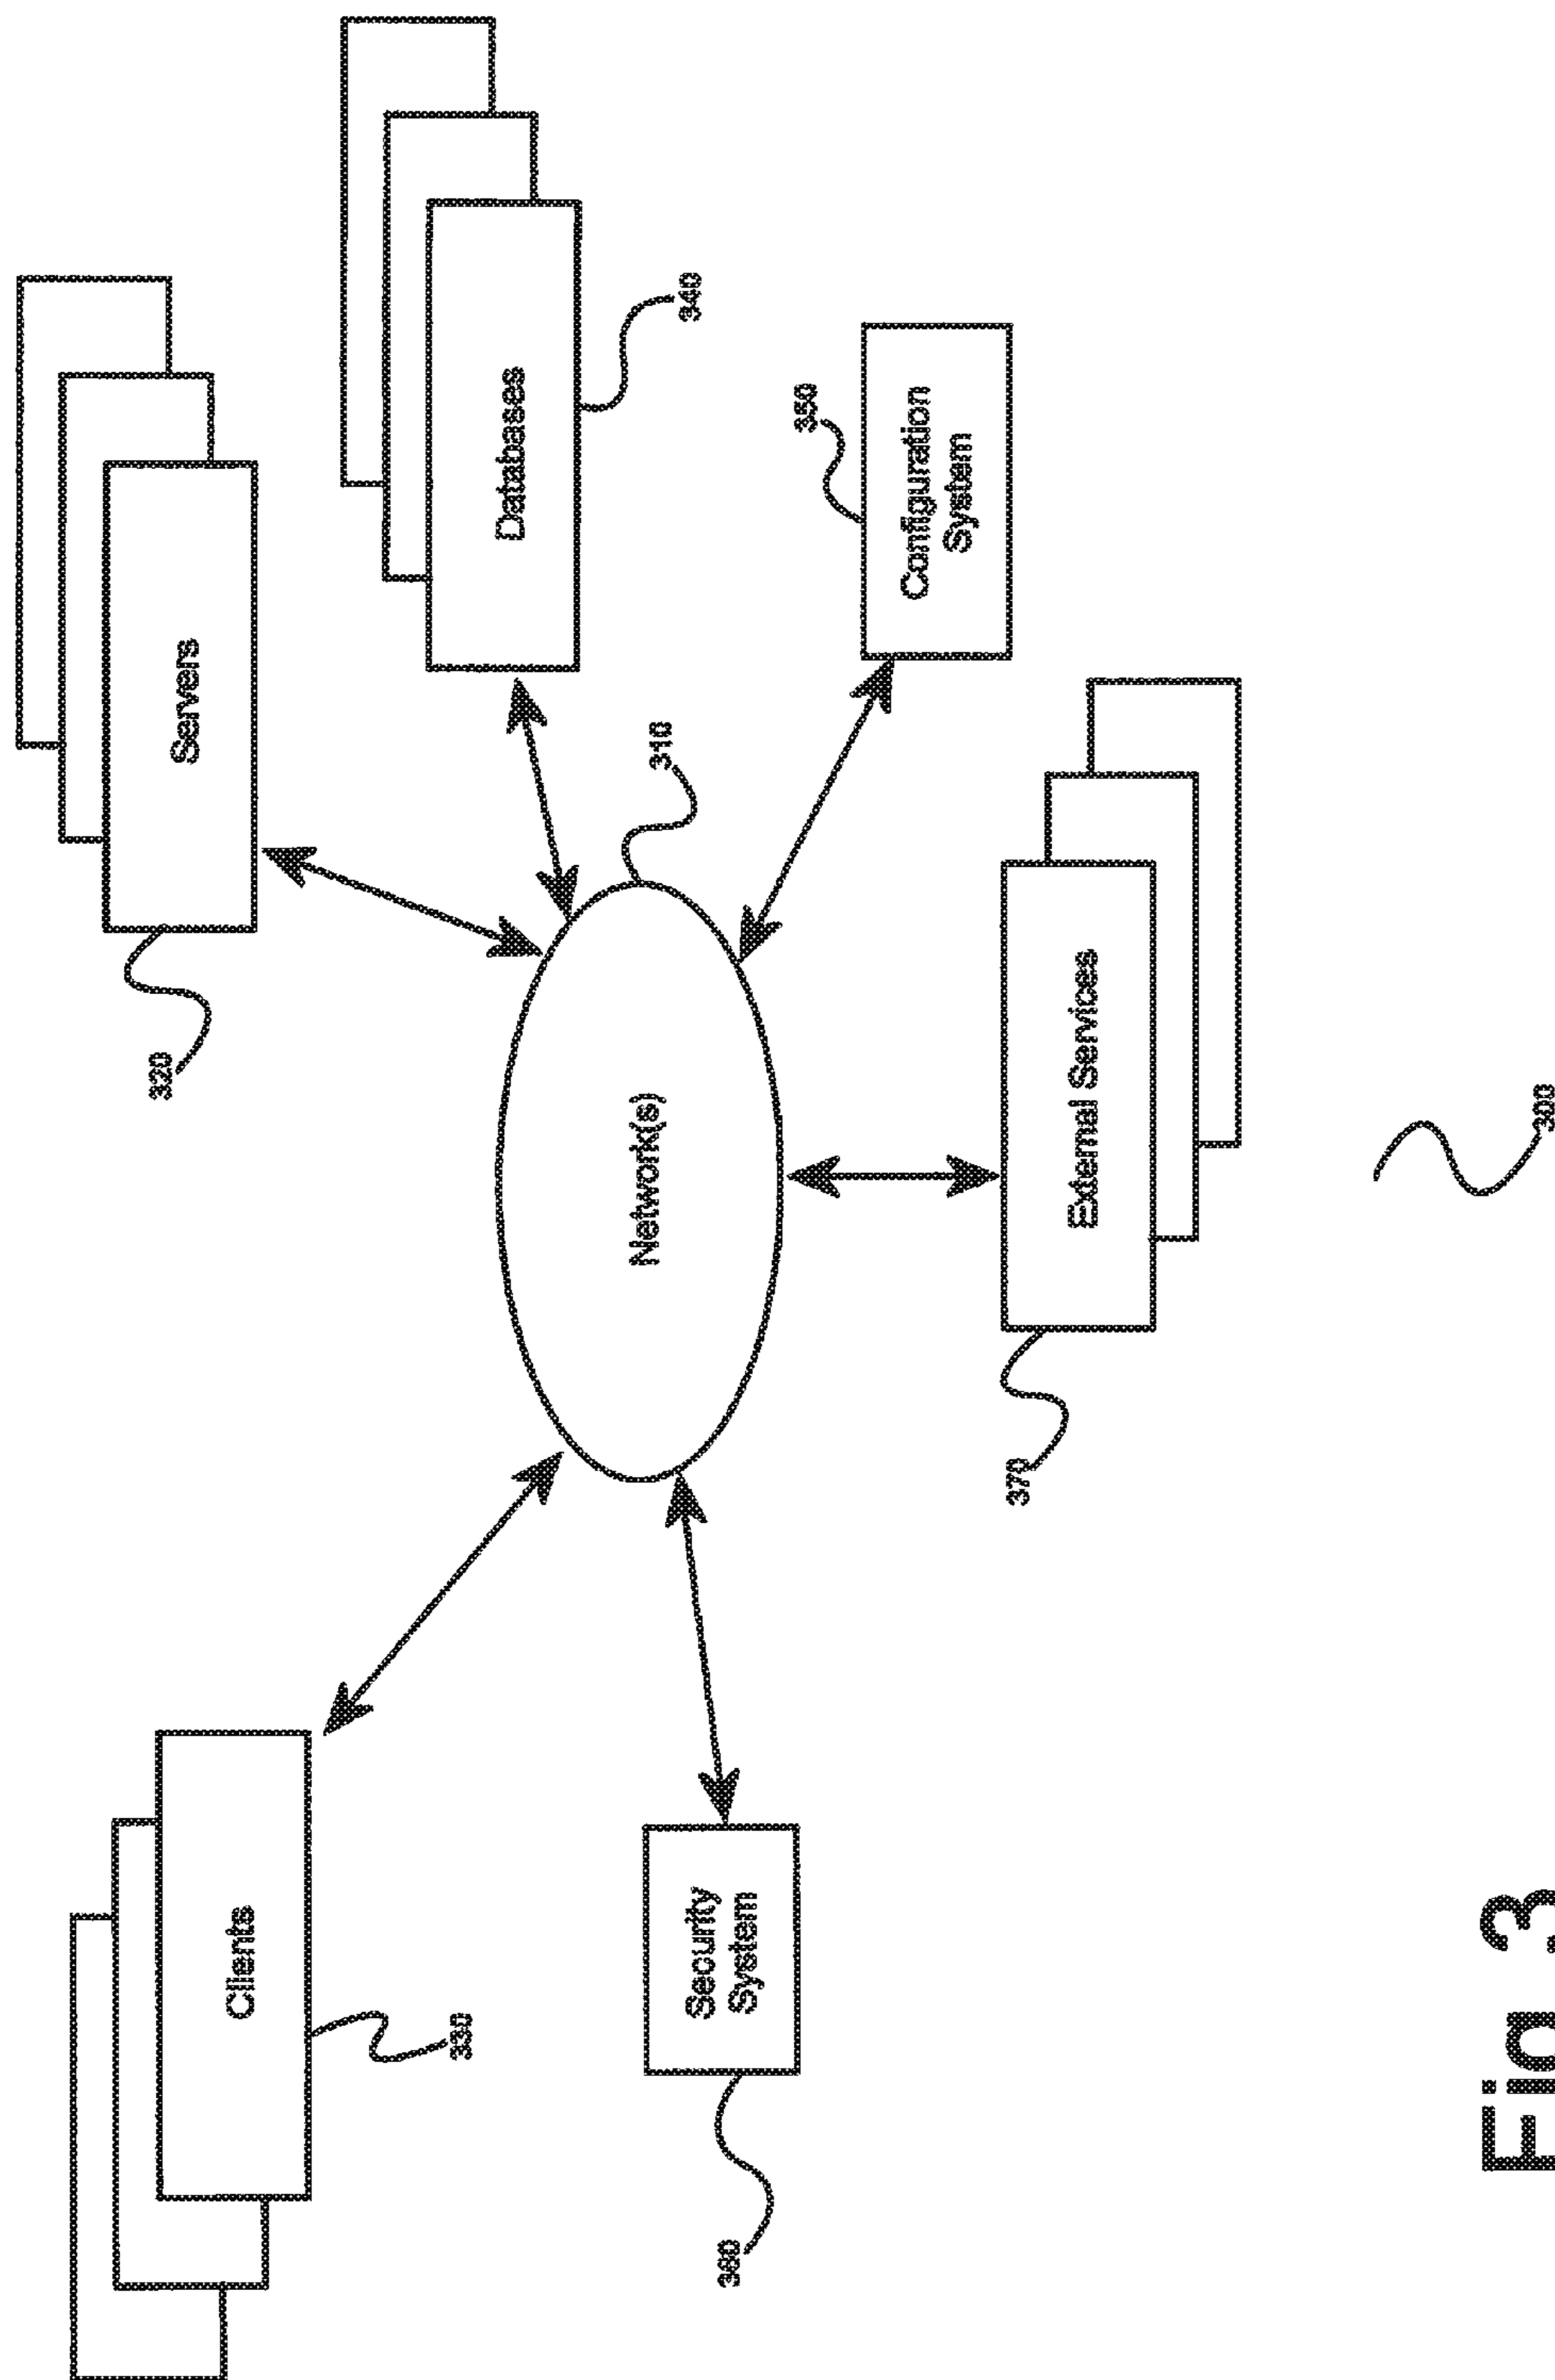 Servers
320
Clients
330
Databases
340
Network(s)
310
Security
System
360
350
Configuration
System
External Services
370
300
Fig 3